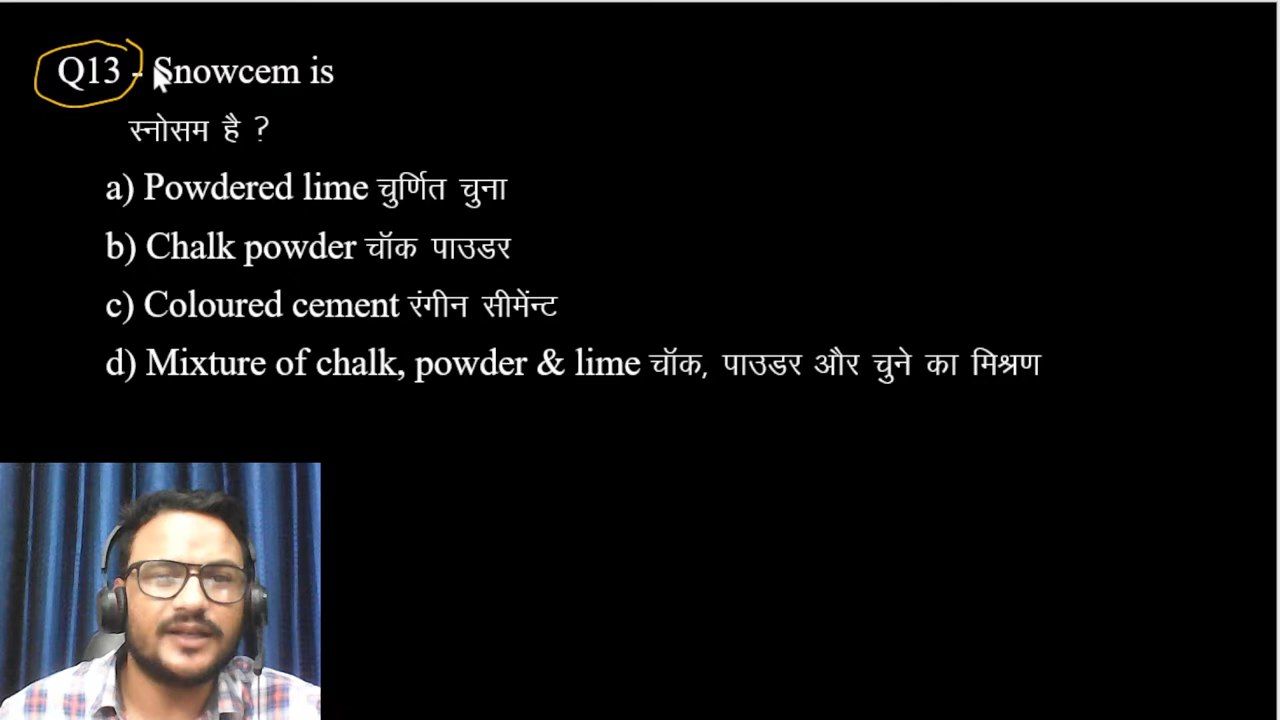 Q13 - Snowcem is
स्नोसम है ?
a) Powdered lime चुर्णित चुना
b) Chalk powder चॉक पाउडर
c) Coloured cement रंगीन सीमेंन्ट
d) Mixture of chalk, powder & lime चॉक, पाउडर और चुने का मिश्रण